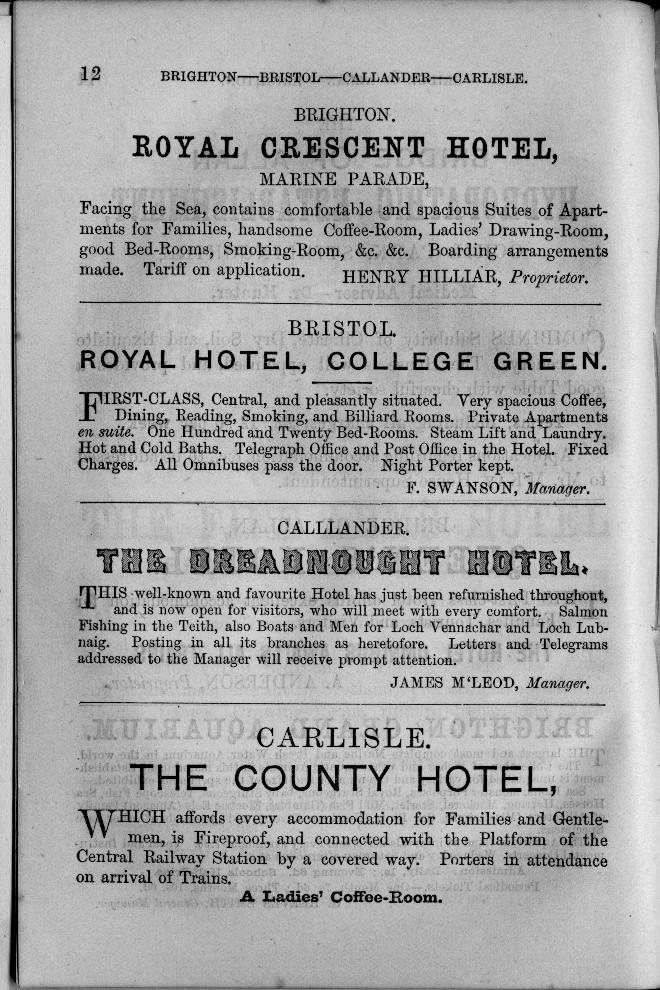 12 BRIGHTON—BRISTOL—CALLANDER—CARLISLE.
BRIGHTON.
ROYAL CRESCENT HOTEL,
MARINE PARADE,
Facing the Sea, contains comfortable and spacious Suites of Apart-
ments for Families, handsome Coffee-Room, Ladies' Drawing-Room,
good Bed-Rooms, Smoking-Room, &c. &c. Boarding arrangements
made. Tariff on application. HENRY HILLIAR, Proprietor.
BRISTOL.
ROYAL HOTEL, COLLEGE GREEN.
FIRST-CLASS, Central, and pleasantly situated. Very spacious Coffee,
Dining, Reading, Smoking, and Billiard Rooms. Private Apartments
en suite. One Hundred and Twenty Bed-Rooms. Steam Lift and Laundry.
Hot and Cold Baths. Telegraph Office and Post Office in the Hotel. Fixed
Charges. All Omnibuses pass the door. Night Porter kept.
F. SWANSON, Manager.
CALLLANDER.
THE DREADNOUGHT HOTEL.
THIS well-known and favourite Hotel has just been refurnished throughout,
and is now open for visitors, who will meet with every comfort. Salmon
Fishing in the Teith, also Boats and Men for Loch Vennachar and Loch Lub-
naig. Posting in all its branches as heretofore. Letters and Telegrams
addressed to the Manager will receive prompt attention.
JAMES M'LEOD, Manager.
CARLISLE.
THE COUNTY HOTEL,
WHICH affords every accommodation for Families and Gentle-
men, is Fireproof, and connected with the Platform of the
Central Railway Station by a covered way. Porters in attendance
on arrival of Trains.
A Ladies' Coffee-Room.